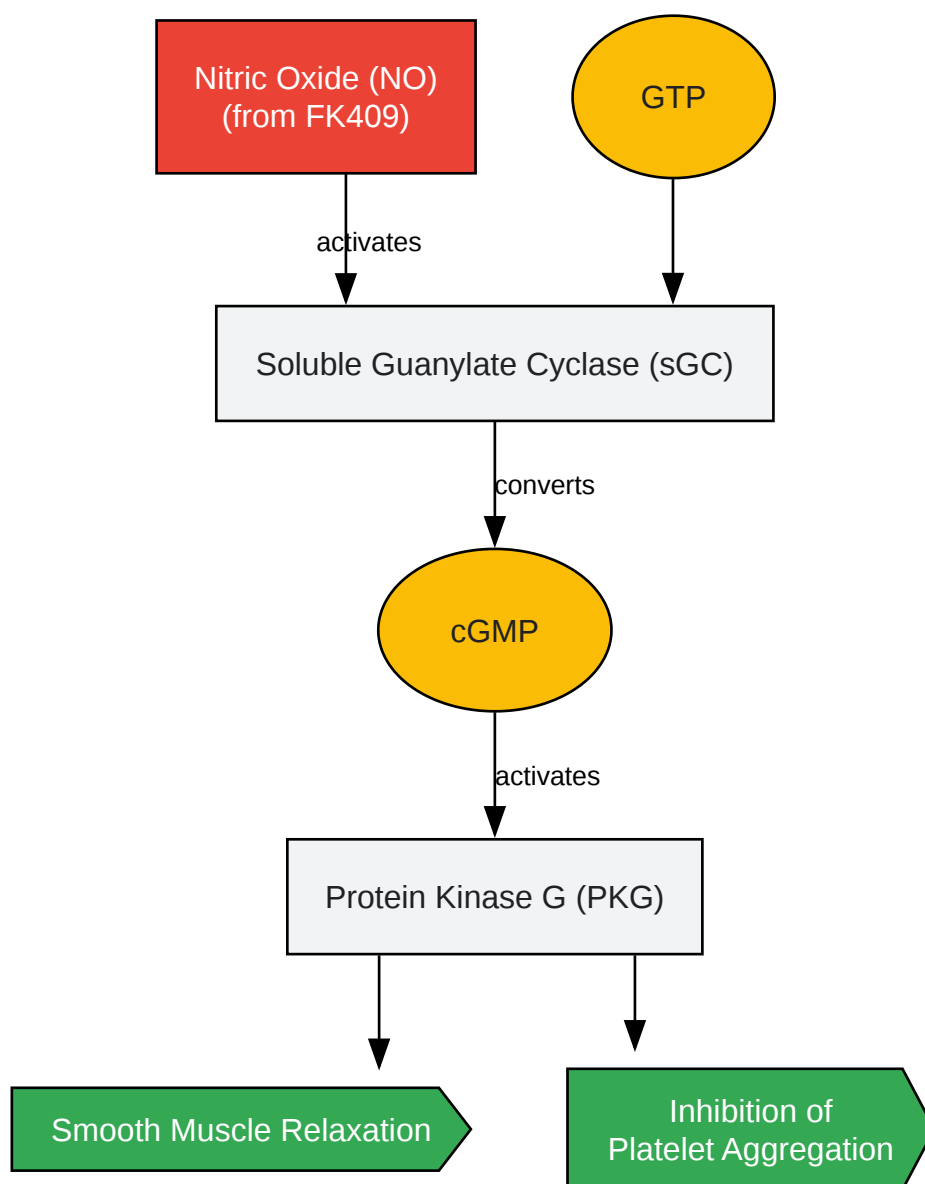 Nitric Oxide (NO)
(from FK409)
GTP
activates
Soluble Guanylate Cyclase (sGC)
converts
cGMP
activates
Protein Kinase G (PKG)
Smooth Muscle Relaxation
Inhibition of
Platelet Aggregation